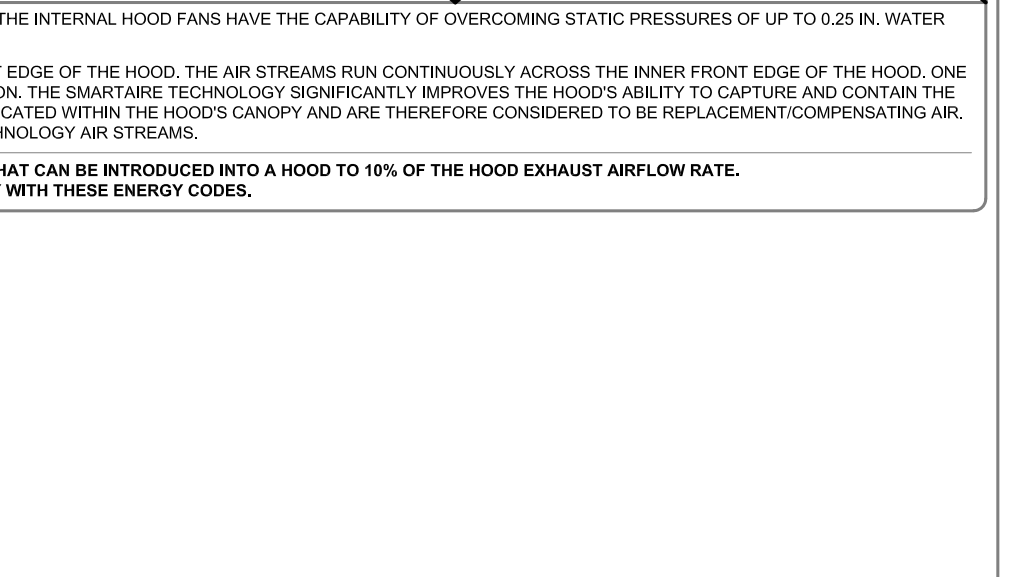 THE INTERNAL HOOD FANS HAVE THE CAPABILITY OF OVERCOMING STATIC PRESSURES OF UP TO 0.25 IN. WATER
EDGE OF THE HOOD. THE AIR STREAMS RUN CONTINUOUSLY ACROSS THE INNER FRONT EDGE OF THE HOOD. ONE
ON. THE SMARTAIRE TECHNOLOGY SIGNIFICANTLY IMPROVES THE HOOD'S ABILITY TO CAPTURE AND CONTAIN THE
CATED WITHIN THE HOOD'S CANOPY AND ARE THEREFORE CONSIDERED TO BE REPLACEMENT/COMPENSATING AIR.
HNOLOGY AIR STREAMS.
HAT CAN BE INTRODUCED INTO A HOOD TO 10% OF THE HOOD EXHAUST AIRFLOW RATE.
WITH THESE ENERGY CODES.